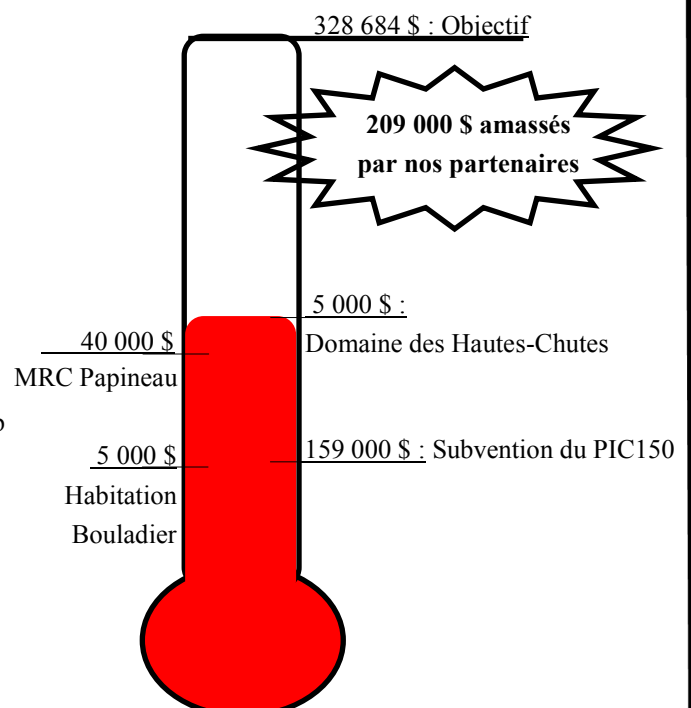 328 684 $ : Objectif
209 000 $ amassés
par nos partenaires
5 000 $ :
Domaine des Hautes-Chutes
40 000 $
MRC Papineau
159 000 $ : Subvention du PIC150
5 000 $
Habitation
Bouladier